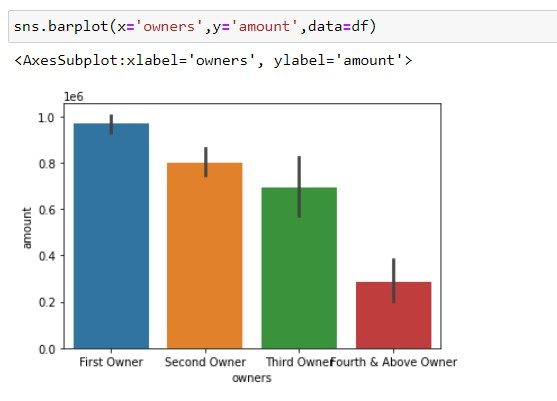 sns.barplot(x='owners',y='amount',data=df)
<AxesSubplot:xlabel='owners', ylabel='amount'>
1e6
1.0
0.8
0.6
0.4
0.2
0.0
amount
First Owner Second Owner Third Owner Fourth & Above Owner
owners